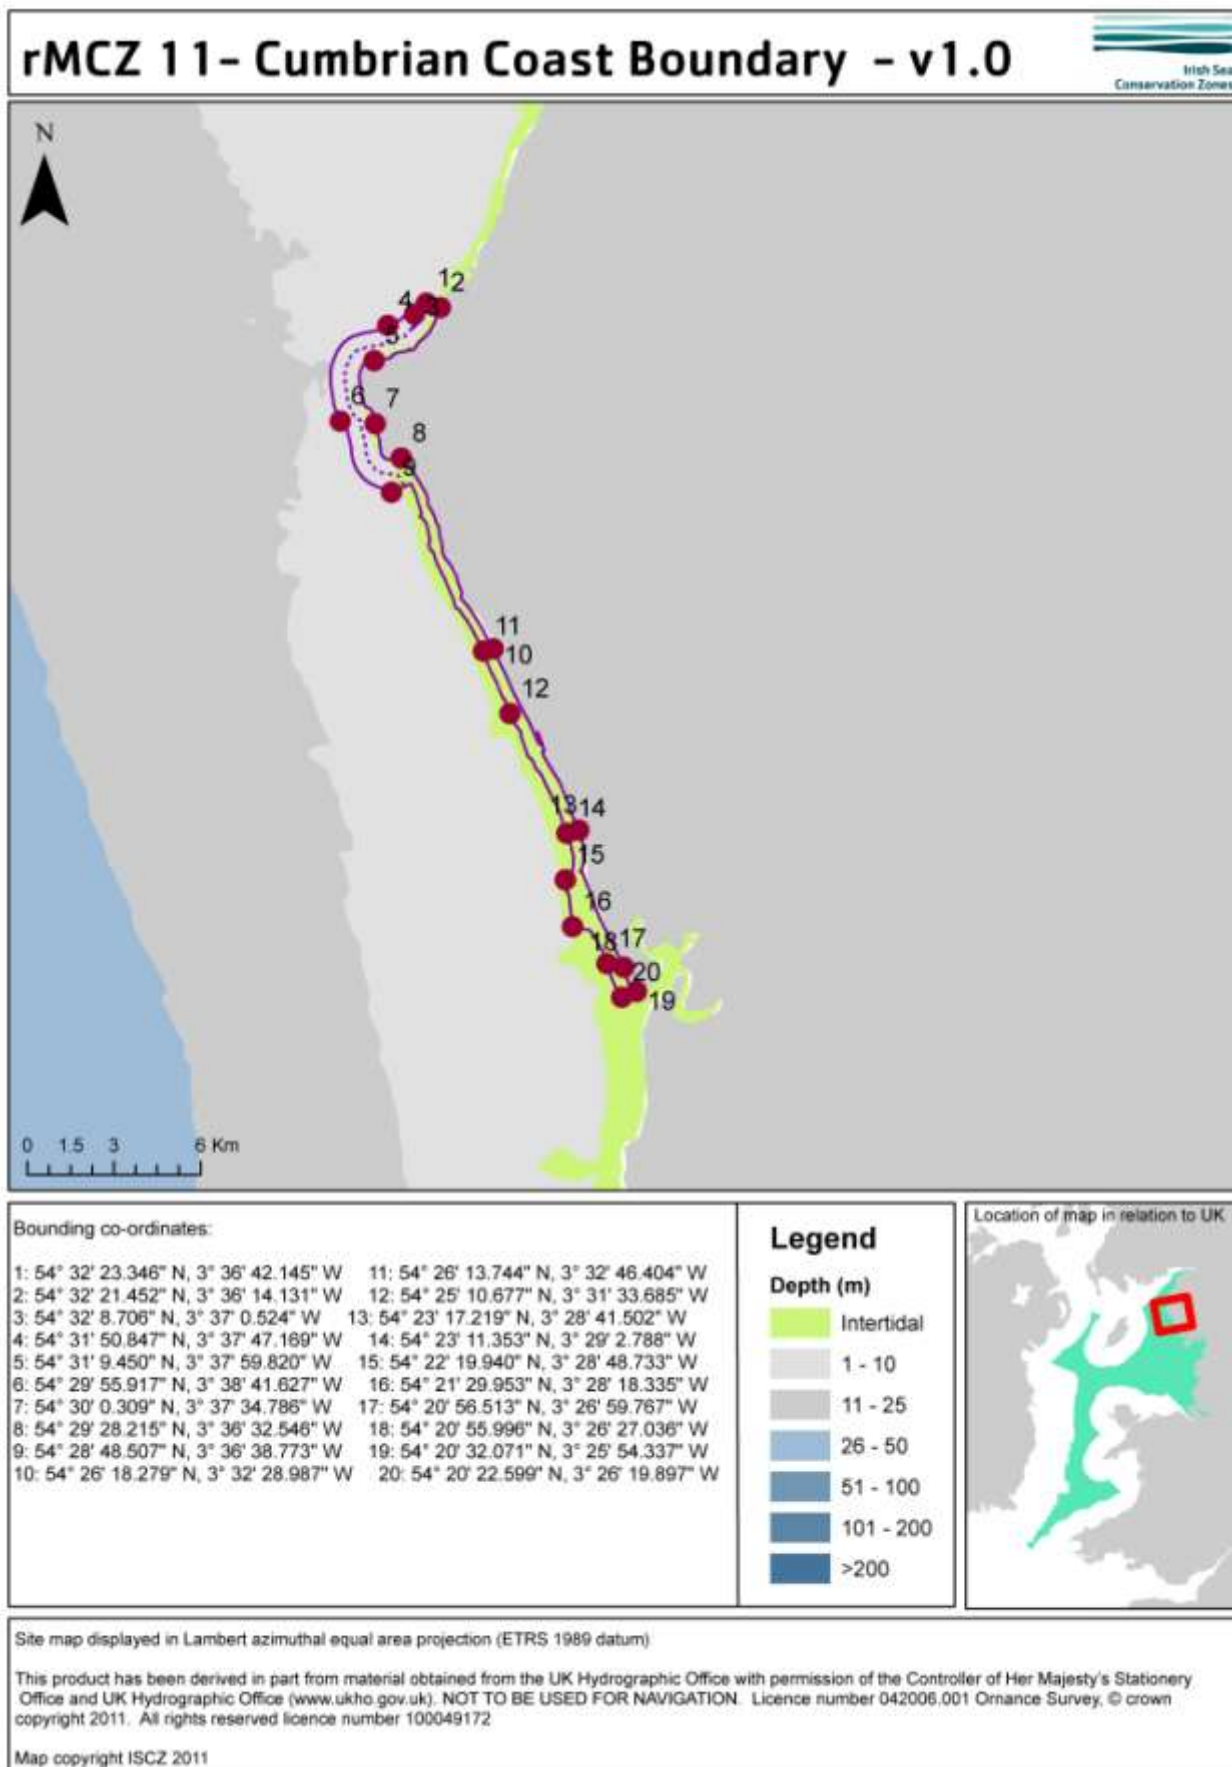 rMCZ 11- Cumbrian Coast Boundary - v1.0
Irish Sea
Conservation Zones
N
1
2
4
3
5
6
7
8
9
11
10
12
13
14
15
16
18
17
20
19
0 1.5 3 6 Km
Bounding co-ordinates:
1: 54° 32' 23.346" N, 3° 36' 42.145" W 11: 54° 26' 13.744" N, 3° 32' 46.404" W
2: 54° 32' 21.452" N, 3° 36' 14.131" W 12: 54° 25' 10.677" N, 3° 31' 33.685" W
3: 54° 32' 8.706" N, 3° 37' 0.524" W 13: 54° 23' 17.219" N, 3° 28' 41.502" W
4: 54° 31' 50.847" N, 3° 37' 47.169" W 14: 54° 23' 11.353" N, 3° 29' 2.788" W
5: 54° 31' 9.450" N, 3° 37' 59.820" W 15: 54° 22' 19.940" N, 3° 28' 48.733" W
6: 54° 29' 55.917" N, 3° 38' 41.627" W 16: 54° 21' 29.953" N, 3° 28' 18.335" W
7: 54° 30' 0.309" N, 3° 37' 34.786" W 17: 54° 20' 56.513" N, 3° 26' 59.767" W
8: 54° 29' 28.215" N, 3° 36' 32.546" W 18: 54° 20' 55.996" N, 3° 26' 27.036" W
9: 54° 28' 48.507" N, 3° 36' 38.773" W 19: 54° 20' 32.071" N, 3° 25' 54.337" W
10: 54° 26' 18.279" N, 3° 32' 28.987" W 20: 54° 20' 22.599" N, 3° 26' 19.897" W
Legend
Depth (m)
Intertidal
1 - 10
11 - 25
26 - 50
51 - 100
101 - 200
>200
Location of map in relation to UK
Site map displayed in Lambert azimuthal equal area projection (ETRS 1989 datum)
This product has been derived in part from material obtained from the UK Hydrographic Office with permission of the Controller of Her Majesty's Stationery
Office and UK Hydrographic Office (www.ukho.gov.uk). NOT TO BE USED FOR NAVIGATION. Licence number 042006.001 Ornance Survey, © crown
copyright 2011. All rights reserved licence number 100049172
Map copyright ISCZ 2011